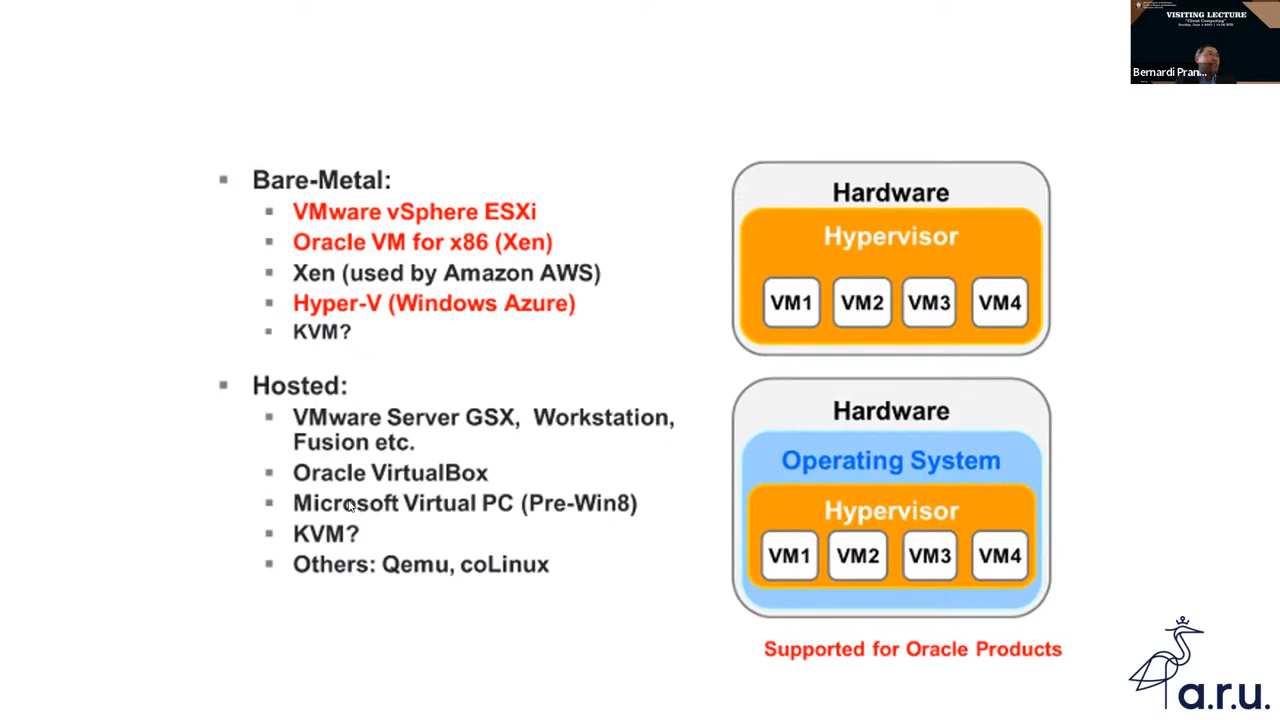 VISITING LECTURE
"Cloud Computing"
Bernardi Pran...
Bare-Metal:
VMware vSphere ESXi
Oracle VM for x86 (Xen)
Xen (used by Amazon AWS)
Hyper-V (Windows Azure)
KVM?
Hosted:
VMware Server GSX, Workstation,
Fusion etc.
Oracle VirtualBox
Microsoft Virtual PC (Pre-Win8)
KVM?
Others: Qemu, coLinux
Hardware
Hypervisor
VM1 VM2 VM3 VM4
Hardware
Operating System
Hypervisor
VM1 VM2 VM3 VM4
Supported for Oracle Products
a.r.u.